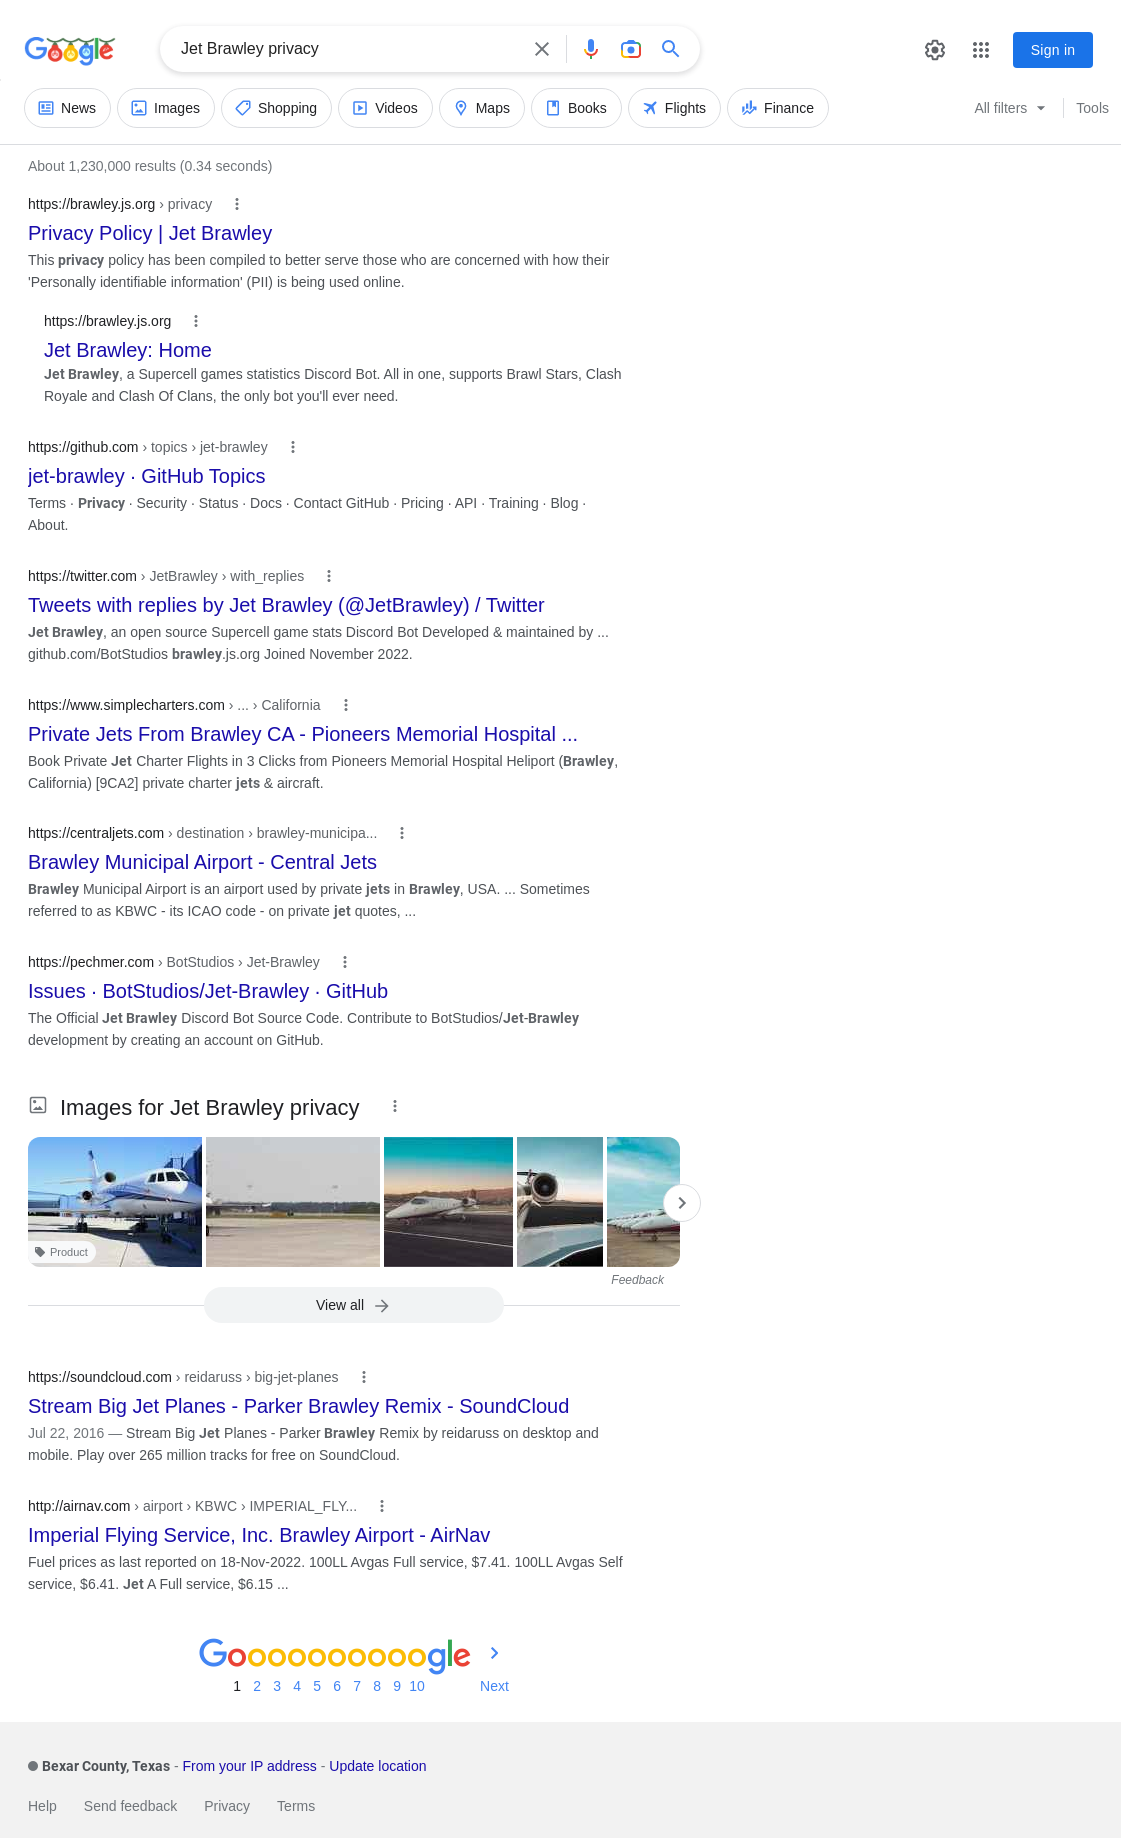 Google
Jet Brawley privacy
Sign in
News Images Shopping Videos Maps Books Flights Finance All filters Tools
About 1,230,000 results (0.34 seconds)
https://brawley.js.org › privacy
Privacy Policy | Jet Brawley
This privacy policy has been compiled to better serve those who are concerned with how their
'Personally identifiable information' (PII) is being used online.
https://brawley.js.org
Jet Brawley: Home
Jet Brawley, a Supercell games statistics Discord Bot. All in one, supports Brawl Stars, Clash
Royale and Clash Of Clans, the only bot you'll ever need.
https://github.com › topics › jet-brawley
jet-brawley · GitHub Topics
Terms · Privacy · Security · Status · Docs · Contact GitHub · Pricing · API · Training · Blog ·
About.
https://twitter.com › JetBrawley › with_replies
Tweets with replies by Jet Brawley (@JetBrawley) / Twitter
Jet Brawley, an open source Supercell game stats Discord Bot Developed & maintained by ...
github.com/BotStudios brawley.js.org Joined November 2022.
https://www.simplecharters.com › ... › California
Private Jets From Brawley CA - Pioneers Memorial Hospital ...
Book Private Jet Charter Flights in 3 Clicks from Pioneers Memorial Hospital Heliport (Brawley,
California) [9CA2] private charter jets & aircraft.
https://centraljets.com › destination › brawley-municipa...
Brawley Municipal Airport - Central Jets
Brawley Municipal Airport is an airport used by private jets in Brawley, USA. ... Sometimes
referred to as KBWC - its ICAO code - on private jet quotes, ...
https://pechmer.com › BotStudios › Jet-Brawley
Issues · BotStudios/Jet-Brawley · GitHub
The Official Jet Brawley Discord Bot Source Code. Contribute to BotStudios/Jet-Brawley
development by creating an account on GitHub.
Images for Jet Brawley privacy
Product
Feedback
View all
https://soundcloud.com › reidaruss › big-jet-planes
Stream Big Jet Planes - Parker Brawley Remix - SoundCloud
Jul 22, 2016 — Stream Big Jet Planes - Parker Brawley Remix by reidaruss on desktop and
mobile. Play over 265 million tracks for free on SoundCloud.
http://airnav.com › airport › KBWC › IMPERIAL_FLY...
Imperial Flying Service, Inc. Brawley Airport - AirNav
Fuel prices as last reported on 18-Nov-2022. 100LL Avgas Full service, $7.41. 100LL Avgas Self
service, $6.41. Jet A Full service, $6.15 ...
Goooooooooogle
1 2 3 4 5 6 7 8 9 10 Next
Bexar County, Texas - From your IP address - Update location
Help Send feedback Privacy Terms